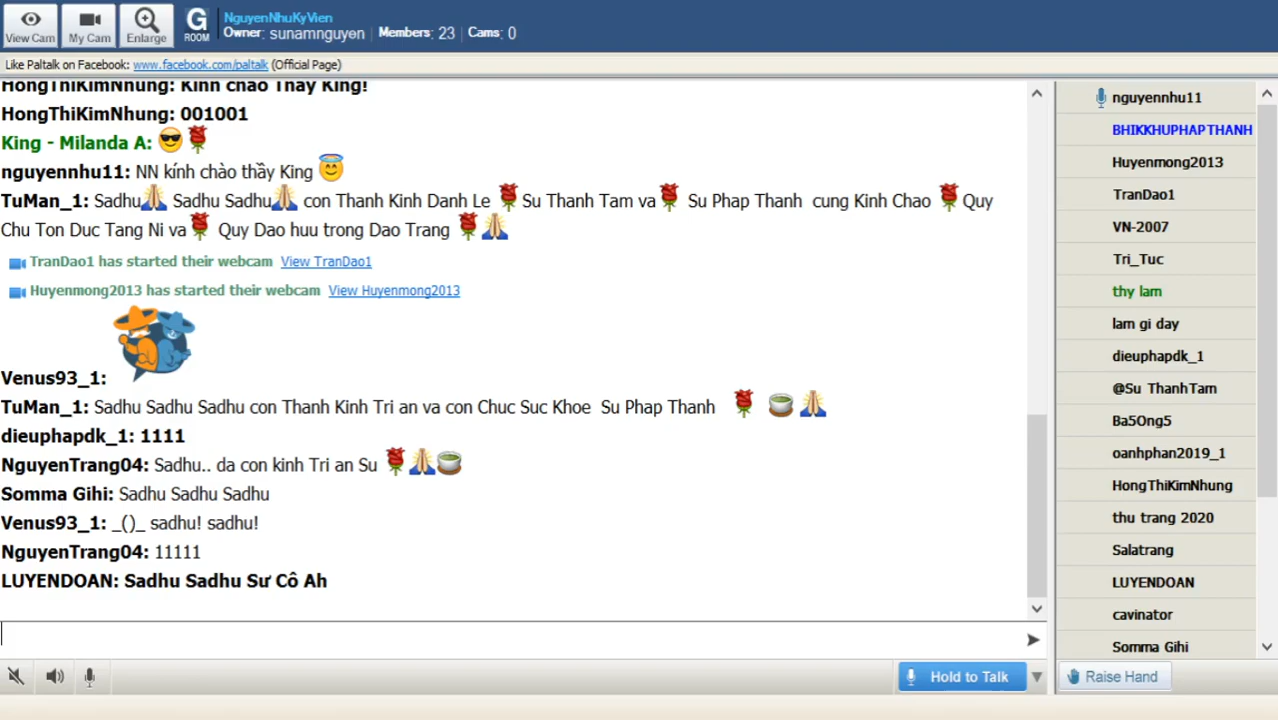 View Cam
My Cam
Enlarge
G
ROOM
NguyenNhuKyVien
Owner: sunamnguyen | Members: 23 | Cams: 0
Like Paltalk on Facebook: www.facebook.com/paltalk (Official Page)
HongThiKimNhung: Kinh chao Thay King!
HongThiKimNhung: 001001
King - Milanda A:
nguyennhu11: NN kính chào thầy King
TuMan_1: Sadhu Sadhu Sadhu con Thanh Kinh Danh Le Su Thanh Tam va Su Phap Thanh cung Kinh Chao Quy
Chu Ton Duc Tang Ni va Quy Dao huu trong Dao Trang
TranDao1 has started their webcam View TranDao1
Huyenmong2013 has started their webcam View Huyenmong2013
Venus93_1:
TuMan_1: Sadhu Sadhu Sadhu con Thanh Kinh Tri an va con Chuc Suc Khoe Su Phap Thanh
dieuphapdk_1: 1111
NguyenTrang04: Sadhu.. da con kinh Tri an Su
Somma Gihi: Sadhu Sadhu Sadhu
Venus93_1: _()_ sadhu! sadhu!
NguyenTrang04: 11111
LUYENDOAN: Sadhu Sadhu Sư Cô Ah
Hold to Talk
nguyennhu11
BHIKKHUPHAPTHANH
Huyenmong2013
TranDao1
VN-2007
Tri_Tuc
thy lam
lam gi day
dieuphapdk_1
@Su ThanhTam
Ba5Ong5
oanhphan2019_1
HongThiKimNhung
thu trang 2020
Salatrang
LUYENDOAN
cavinator
Somma Gihi
Raise Hand